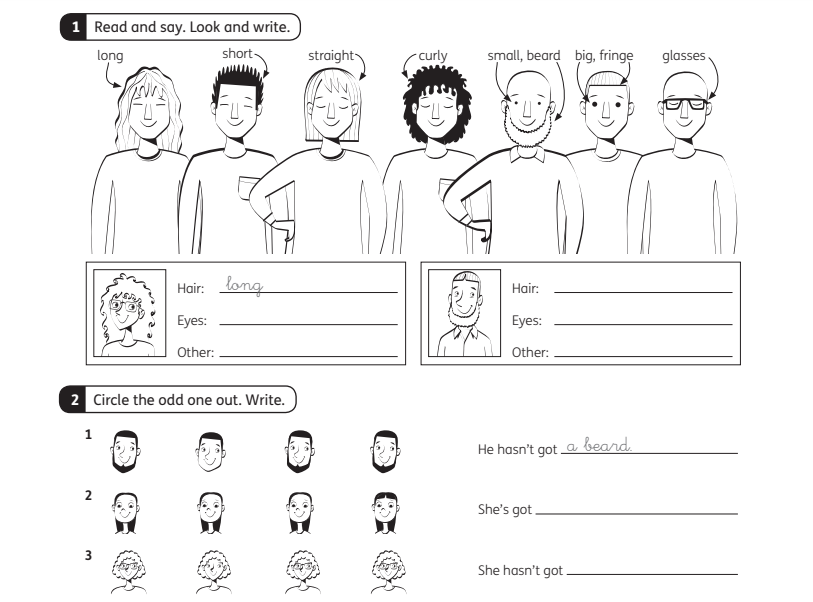 1 Read and say. Look and write.
long short straight curly small, beard big, fringe glasses
Hair: long
Eyes:
Other:
Hair:
Eyes:
Other:
2 Circle the odd one out. Write.
1 He hasn't got a beard.
2 She's got
3 She hasn't got